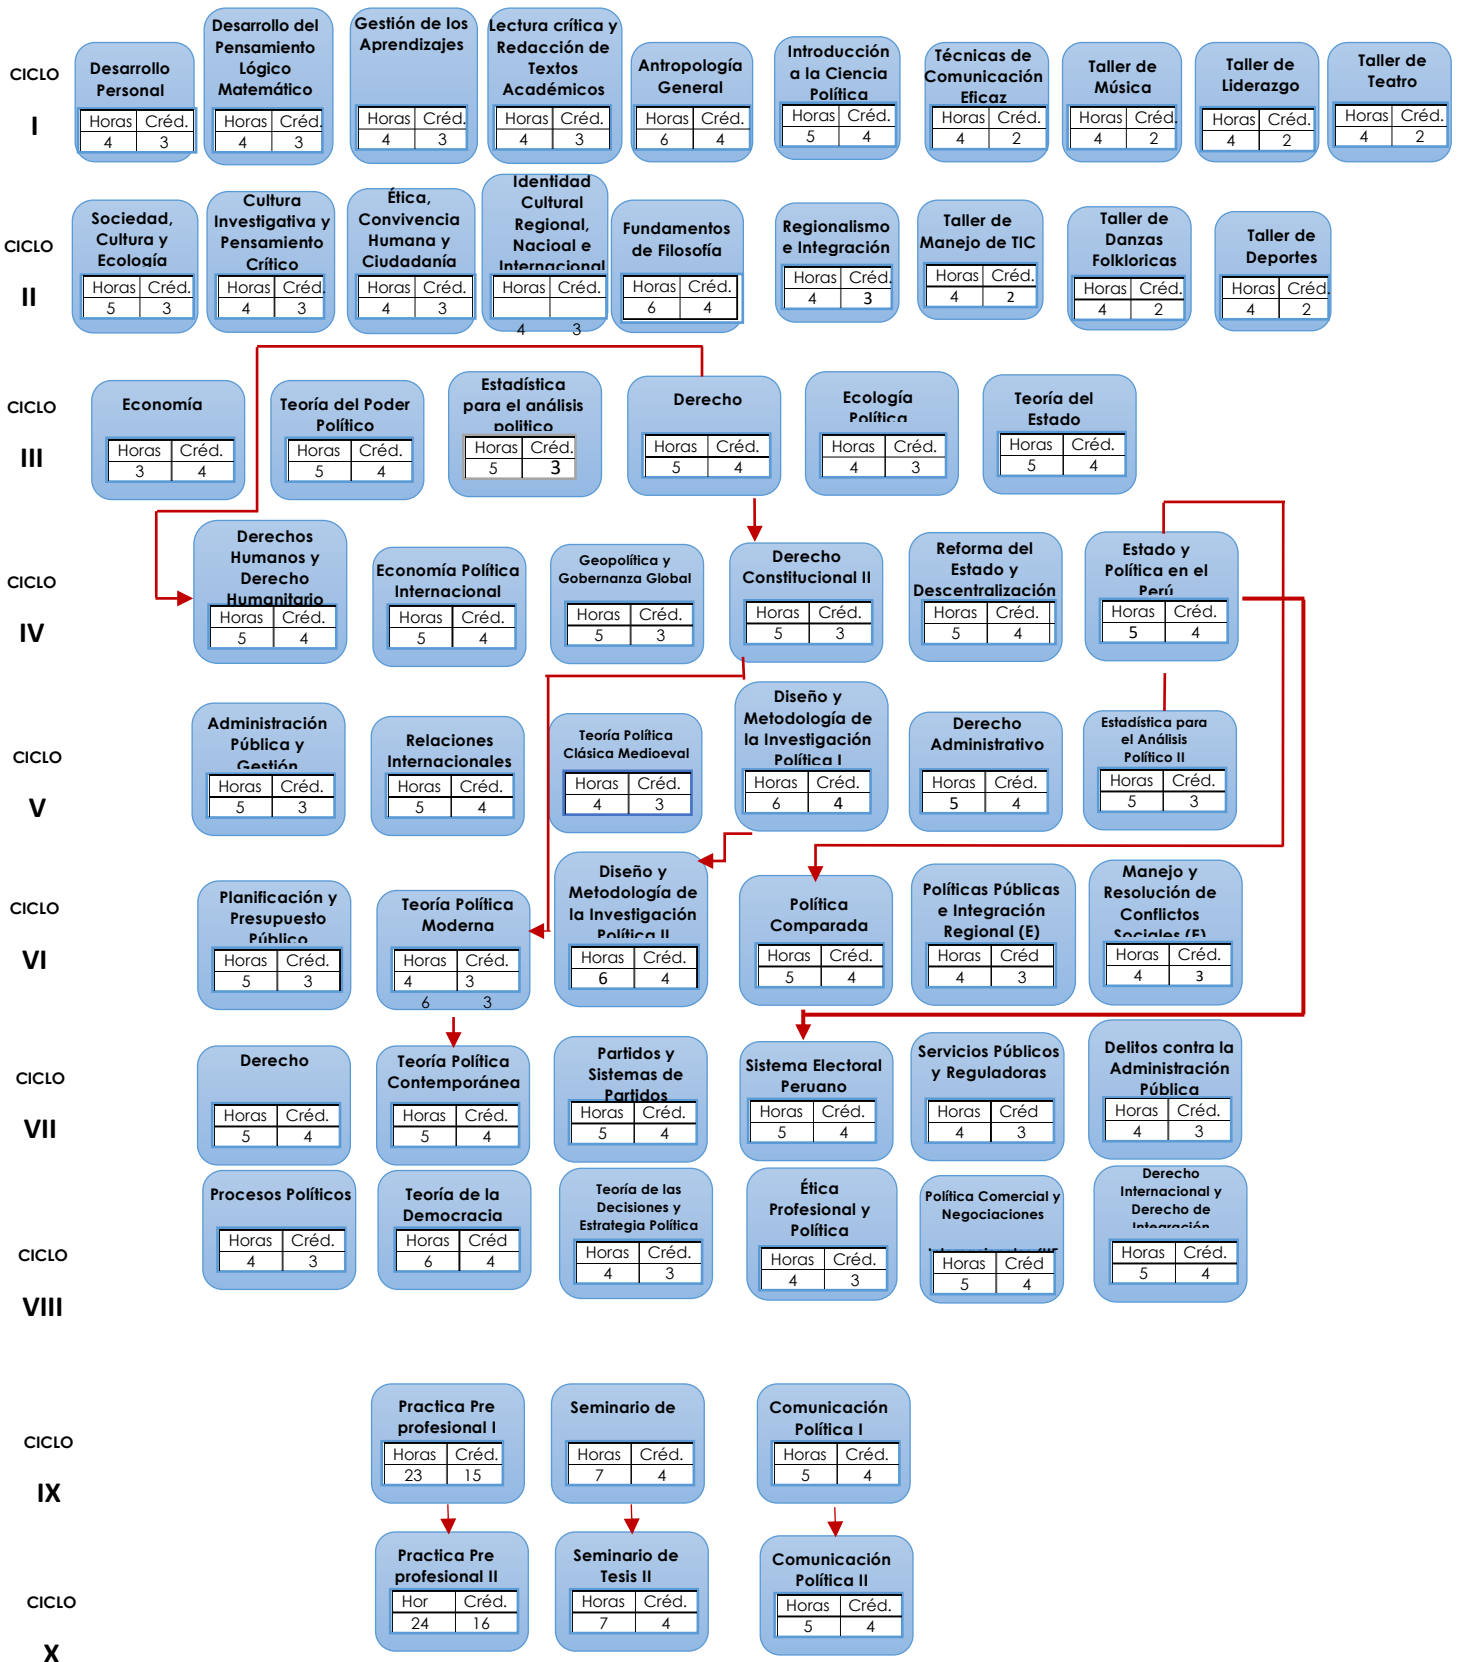 CICLO
I
Desarrollo
Personal
Horas Créd.
4 3
Desarrollo del
Pensamiento
Lógico
Matemático
Horas Créd.
4 3
Gestión de los
Aprendizajes
Horas Créd.
4 3
Lectura crítica y
Redacción de
Textos
Académicos
Horas Créd.
4 3
Antropología
General
Horas Créd.
6 4
Introducción
a la Ciencia
Política
Horas Créd.
5 4
Técnicas de
Comunicación
Eficaz
Horas Créd.
4 2
Taller de
Música
Horas Créd.
4 2
Taller de
Liderazgo
Horas Créd.
4 2
Taller de
Teatro
Horas Créd.
4 2
CICLO
II
Sociedad,
Cultura y
Ecología
Horas Créd.
5 3
Cultura
Investigativa y
Pensamiento
Crítico
Horas Créd.
4 3
Ética,
Convivencia
Humana y
Ciudadanía
Horas Créd.
4 3
Identidad
Cultural
Regional,
Nacioal e
Internacional
Horas Créd.
4 3
Fundamentos
de Filosofía
Horas Créd.
6 4
Regionalismo
e Integración
Horas Créd.
4 3
Taller de
Manejo de TIC
Horas Créd.
4 2
Taller de
Danzas
Folkloricas
Horas Créd.
4 2
Taller de
Deportes
Horas Créd.
4 2
CICLO
III
Economía
Horas Créd.
3 4
Teoría del Poder
Político
Horas Créd.
5 4
Estadística
para el análisis
politico
Horas Créd.
5 3
Derecho
Horas Créd.
5 4
Ecología
Política
Horas Créd.
4 3
Teoría del
Estado
Horas Créd.
5 4
CICLO
IV
Derechos
Humanos y
Derecho
Humanitario
Horas Créd.
5 4
Economía Política
Internacional
Horas Créd.
5 4
Geopolítica y
Gobernanza Global
Horas Créd.
5 3
Derecho
Constitucional II
Horas Créd.
5 3
Reforma del
Estado y
Descentralización
Horas Créd.
5 4
Estado y
Política en el
Perú
Horas Créd.
5 4
CICLO
V
Administración
Pública y
Gestión
Horas Créd.
5 3
Relaciones
Internacionales
Horas Créd.
5 4
Teoría Política
Clásica Medioeval
Horas Créd.
4 3
Diseño y
Metodología de
la Investigación
Política I
Horas Créd.
6 4
Derecho
Administrativo
Horas Créd.
5 4
Estadística para
el Análisis
Político II
Horas Créd.
5 3
CICLO
VI
Planificación y
Presupuesto
Público
Horas Créd.
5 3
Teoría Política
Moderna
Horas Créd.
4 3
6 3
Diseño y
Metodología de
la Investigación
Política II
Horas Créd.
6 4
Política
Comparada
Horas Créd.
5 4
Políticas Públicas
e Integración
Regional (E)
Horas Créd
4 3
Manejo y
Resolución de
Conflictos
Sociales (E)
Horas Créd.
4 3
CICLO
VII
Derecho
Horas Créd.
5 4
Teoría Política
Contemporánea
Horas Créd.
5 4
Partidos y
Sistemas de
Partidos
Horas Créd.
5 4
Sistema Electoral
Peruano
Horas Créd.
5 4
Servicios Públicos
y Reguladoras
Horas Créd
4 3
Delitos contra la
Administración
Pública
Horas Créd.
4 3
CICLO
VIII
Procesos Políticos
Horas Créd.
4 3
Teoría de la
Democracia
Horas Créd
6 4
Teoría de las
Decisiones y
Estrategia Política
Horas Créd.
4 3
Ética
Profesional y
Política
Horas Créd.
4 3
Política Comercial y
Negociaciones
Horas Créd
5 4
Derecho
Internacional y
Derecho de
Integración
Horas Créd.
5 4
CICLO
IX
Practica Pre
profesional I
Horas Créd.
23 15
Seminario de
Horas Créd.
7 4
Comunicación
Política I
Horas Créd.
5 4
CICLO
X
Practica Pre
profesional II
Hor Créd.
24 16
Seminario de
Tesis II
Horas Créd.
7 4
Comunicación
Política II
Horas Créd.
5 4